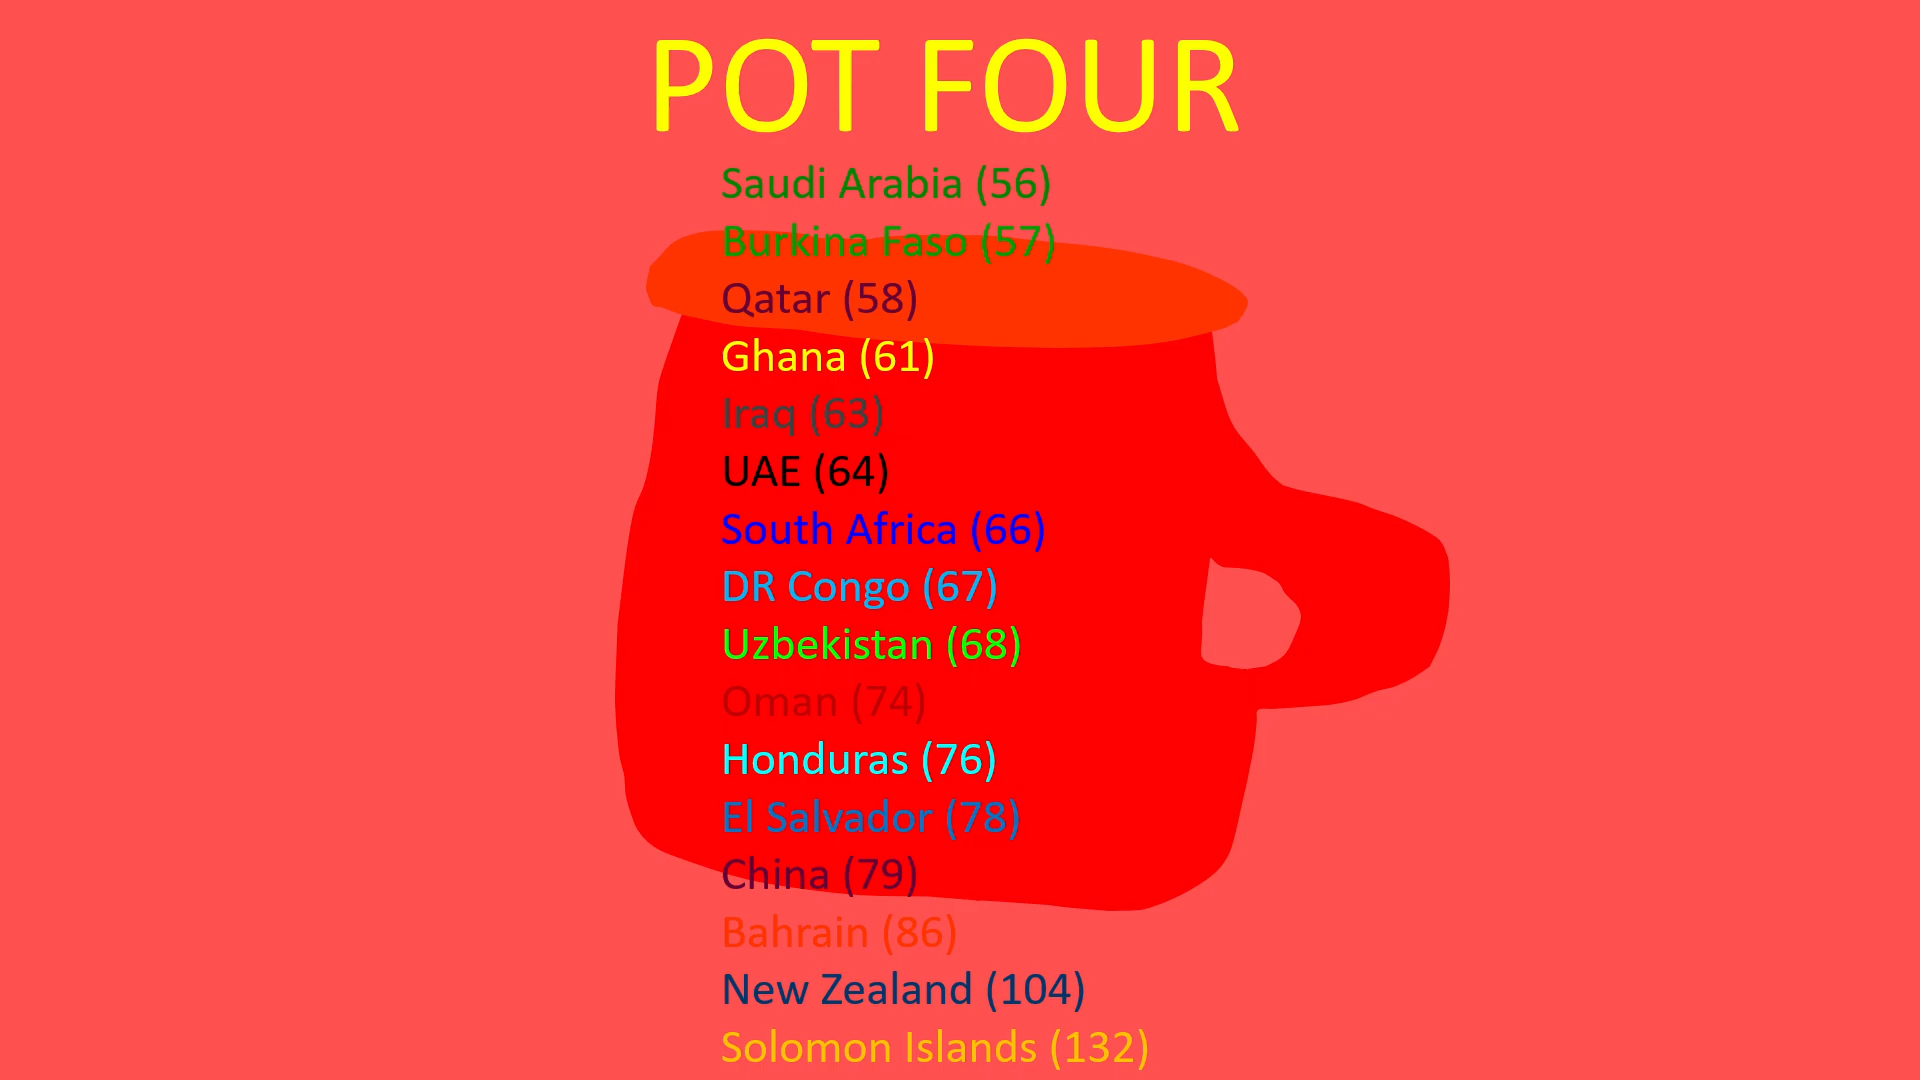 POT FOUR
Saudi Arabia (56)
Burkina Faso (57)
Qatar (58)
Ghana (61)
Iraq (63)
UAE (64)
South Africa (66)
DR Congo (67)
Uzbekistan (68)
Oman (74)
Honduras (76)
El Salvador (78)
China (79)
Bahrain (86)
New Zealand (104)
Solomon Islands (132)